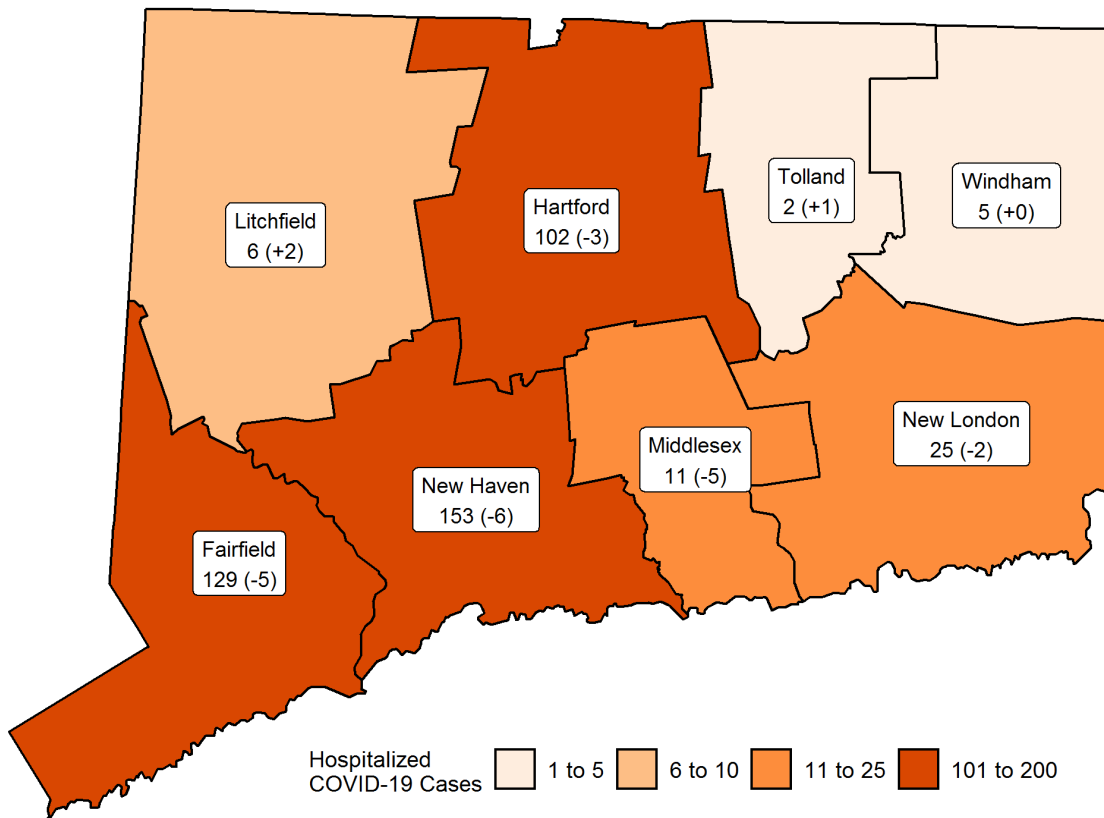 Tolland
2 (+1)
Windham
5 (+0)
Litchfield
6 (+2)
Hartford
102 (-3)
New London
25 (-2)
Middlesex
11 (-5)
New Haven
153 (-6)
Fairfield
129 (-5)
Hospitalized
COVID-19 Cases
1 to 5
6 to 10
11 to 25
101 to 200